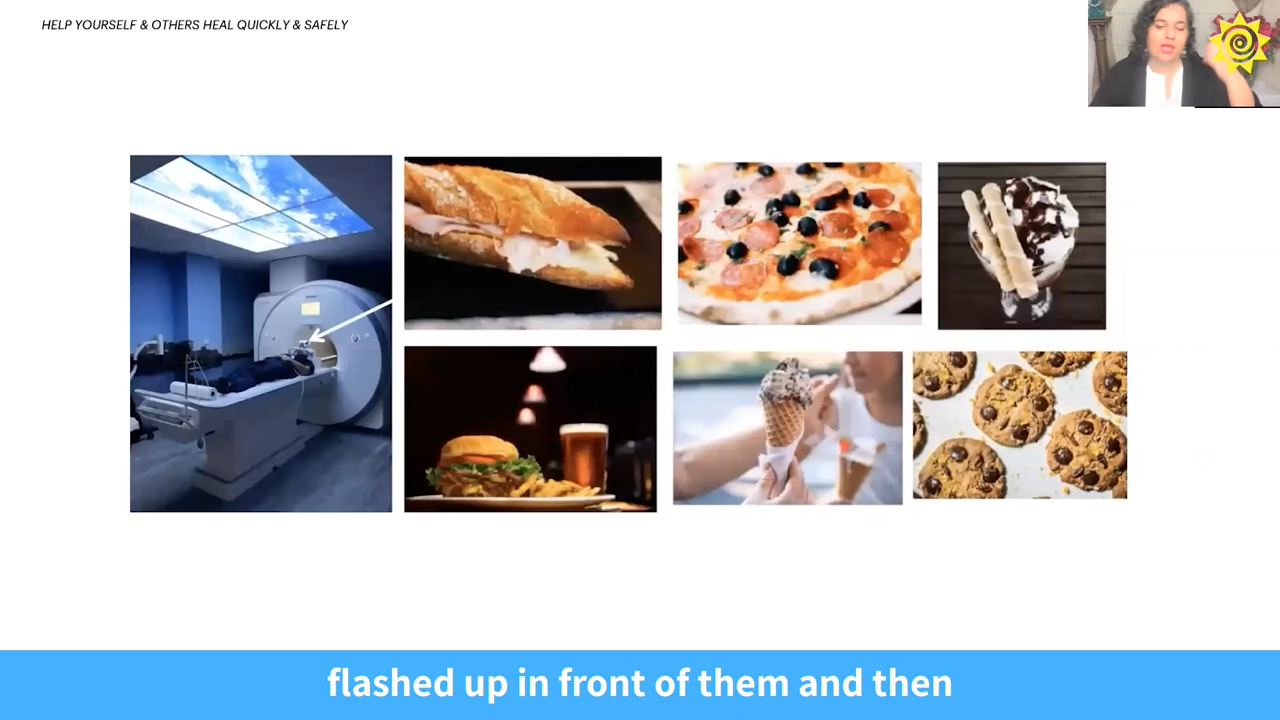 HELP YOURSELF & OTHERS HEAL QUICKLY & SAFELY
flashed up in front of them and then